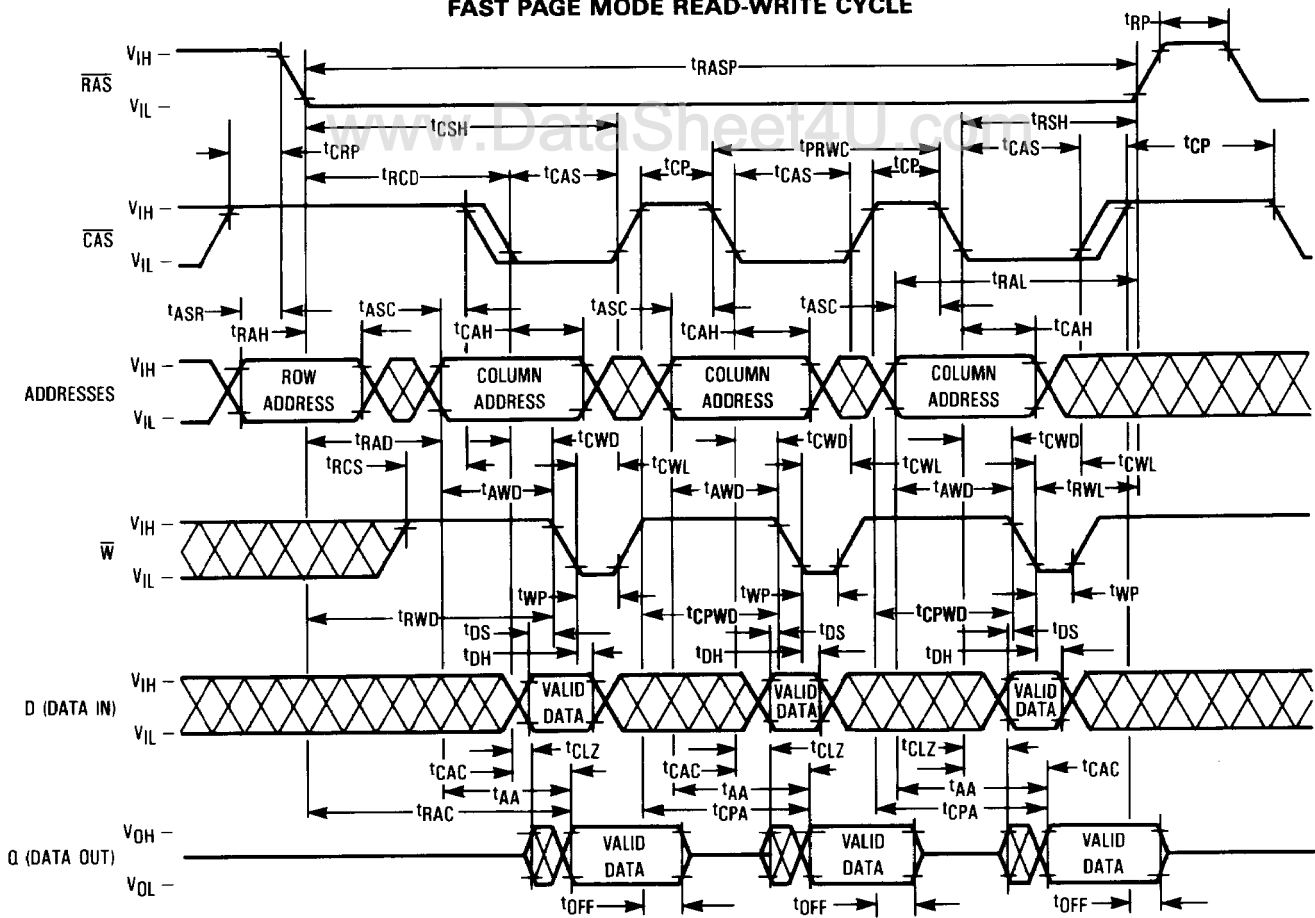 FAST PAGE MODE READ-WRITE CYCLE
tRP
VIH
RAS
tRASP
VIL
www.DataSheet4U.com
tCSH
tRSH
tCRP
tPRWC
tCAS
tCP
tRCD
tCAS
tCP
tCAS
tCP
VIH
CAS
VIL
tRAL
tASR
tASC
tASC
tASC
tRAH
tCAH
tCAH
tCAH
VIH
ADDRESSES
ROW ADDRESS
COLUMN ADDRESS
COLUMN ADDRESS
COLUMN ADDRESS
VIL
tRAD
tCWD
tCWD
tCWD
tRCS
tCWL
tCWL
tCWL
tAWD
tAWD
tAWD
tRWL
VIH
W
VIL
tWP
tWP
tWP
tRWD
tCPWD
tCPWD
tDS
tDS
tDS
tDH
tDH
tDH
VIH
D (DATA IN)
VALID DATA
VALID DATA
VALID DATA
VIL
tCLZ
tCLZ
tCLZ
tCAC
tCAC
tCAC
tAA
tAA
tAA
tRAC
tCPA
tCPA
VOH
Q (DATA OUT)
VALID DATA
VALID DATA
VALID DATA
VOL
tOFF
tOFF
tOFF